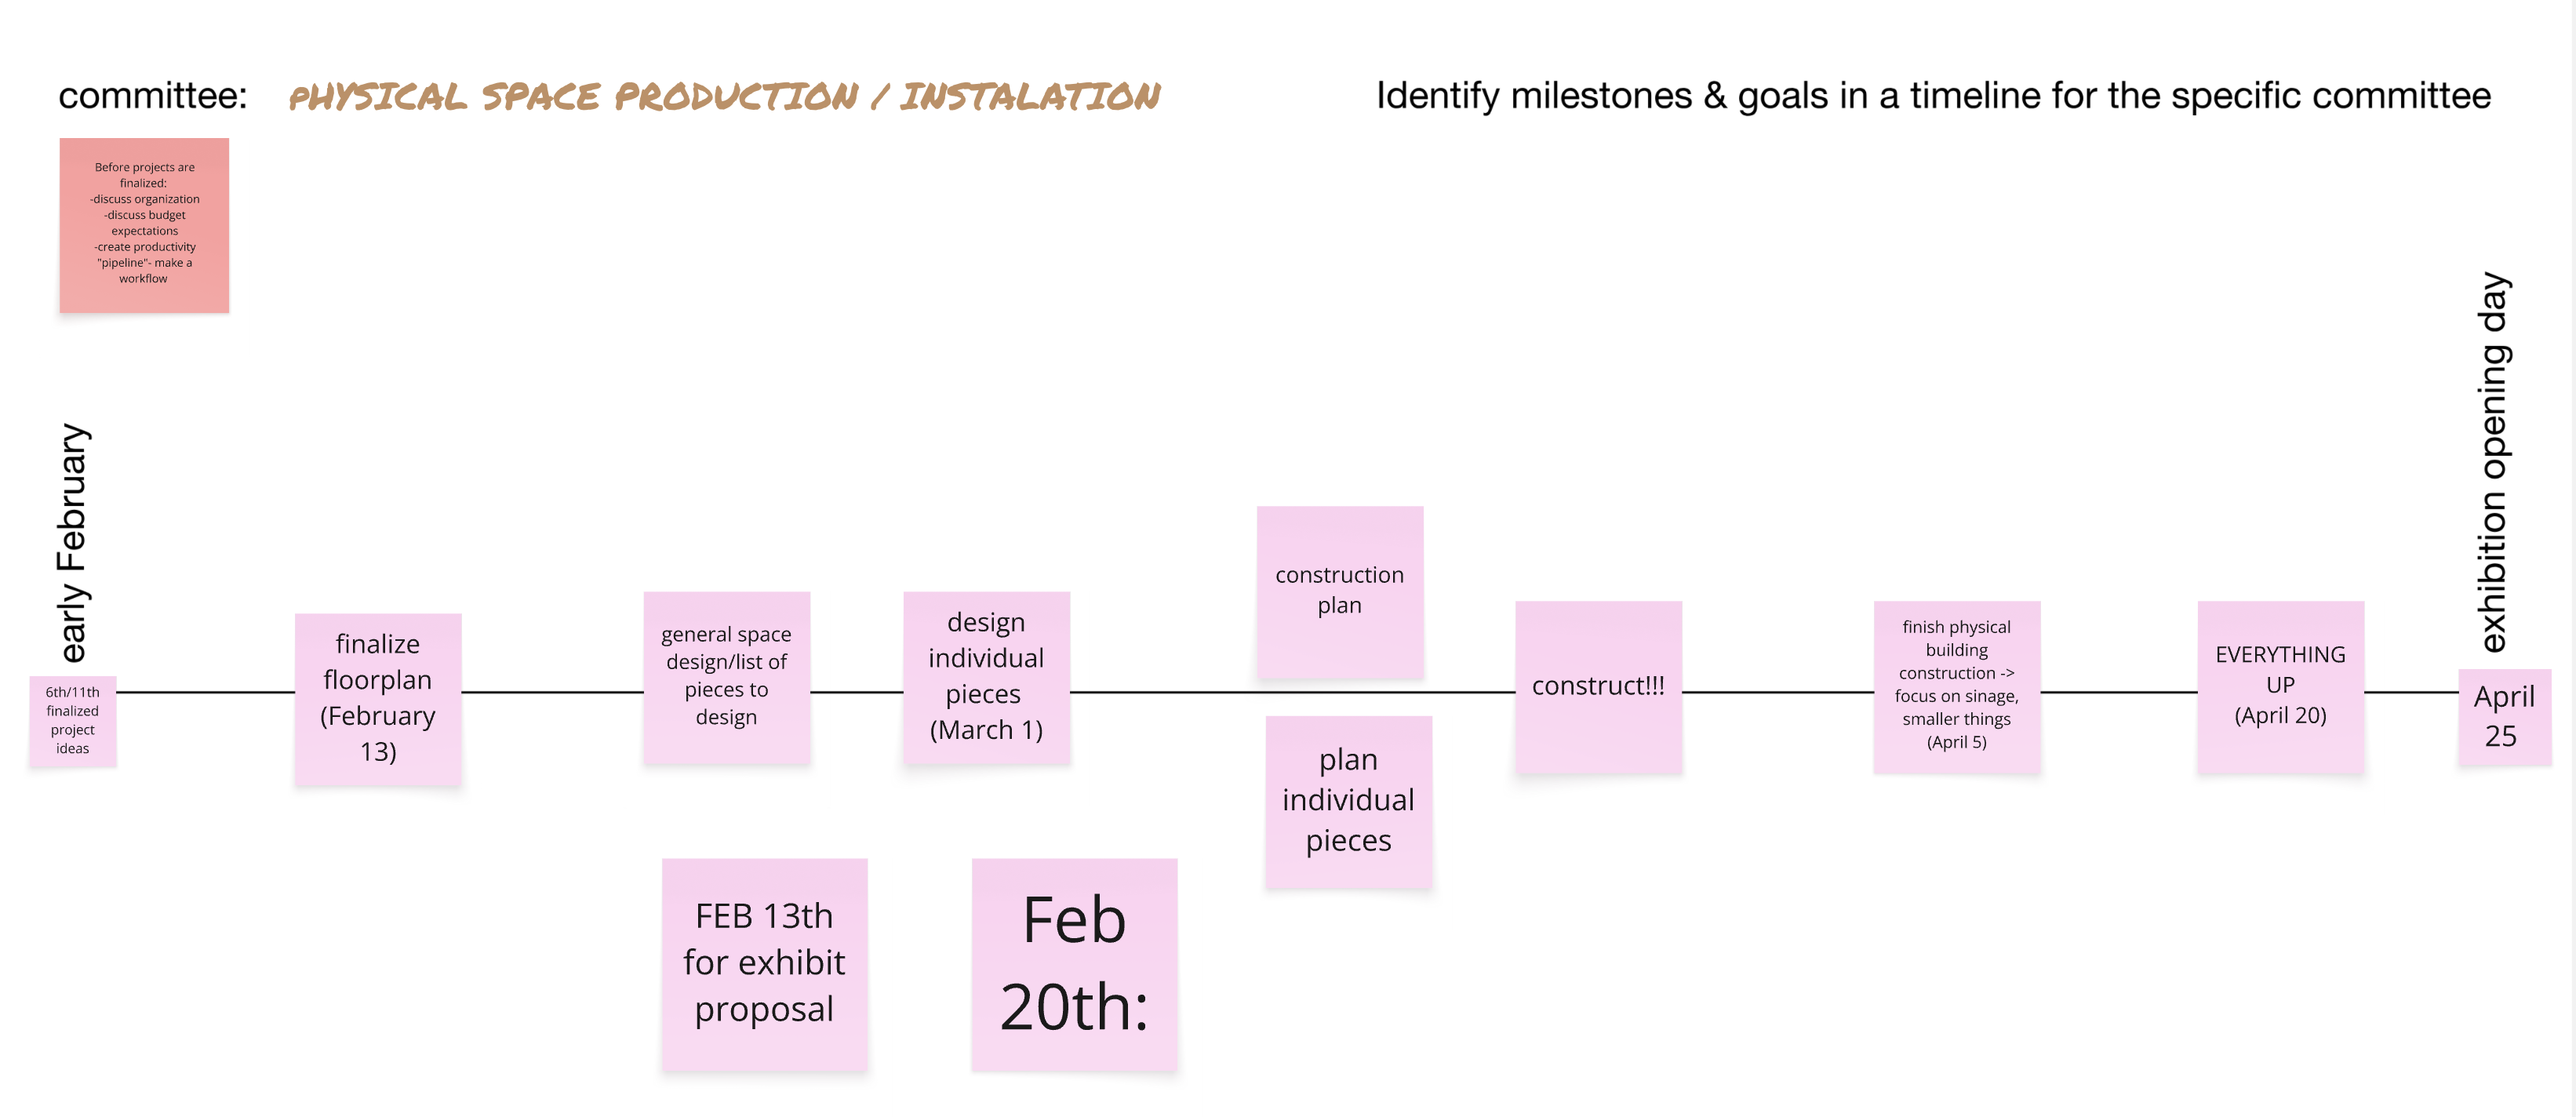 committee: pHYSICAL SPACE PRODUCTION / INSTALATION
Identify milestones & goals in a timeline for the specific committee
Before projects are
finalized:
-discuss organization
-discuss budget
expectations
-create productivity
"pipeline"- make a
workflow
early February
exhibition opening day
6th/11th
finalized
project
ideas
finalize
floorplan
(February
13)
general space
design/list of
pieces to
design
design
individual
pieces
(March 1)
construction
plan
plan
individual
pieces
construct!!!
finish physical
building
construction ->
focus on sinage,
smaller things
(April 5)
EVERYTHING
UP
(April 20)
April
25
FEB 13th
for exhibit
proposal
Feb
20th: